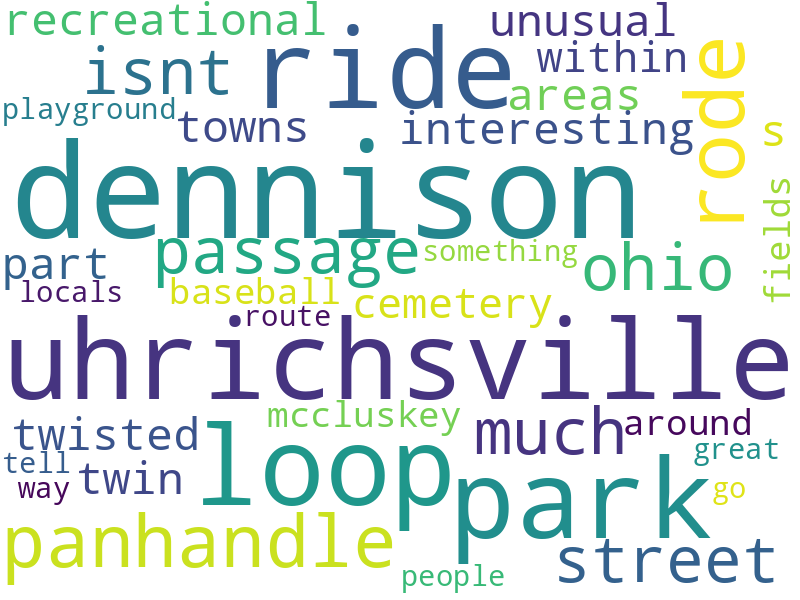 recreational unusual
isnt ride within rode
playground areas
towns interesting s
dennison
passage something ohio fields
part
locals baseball cemetery
route
uhrichsville
twisted mccluskey much around
tell loop great
way twin park go
panhandle street
people